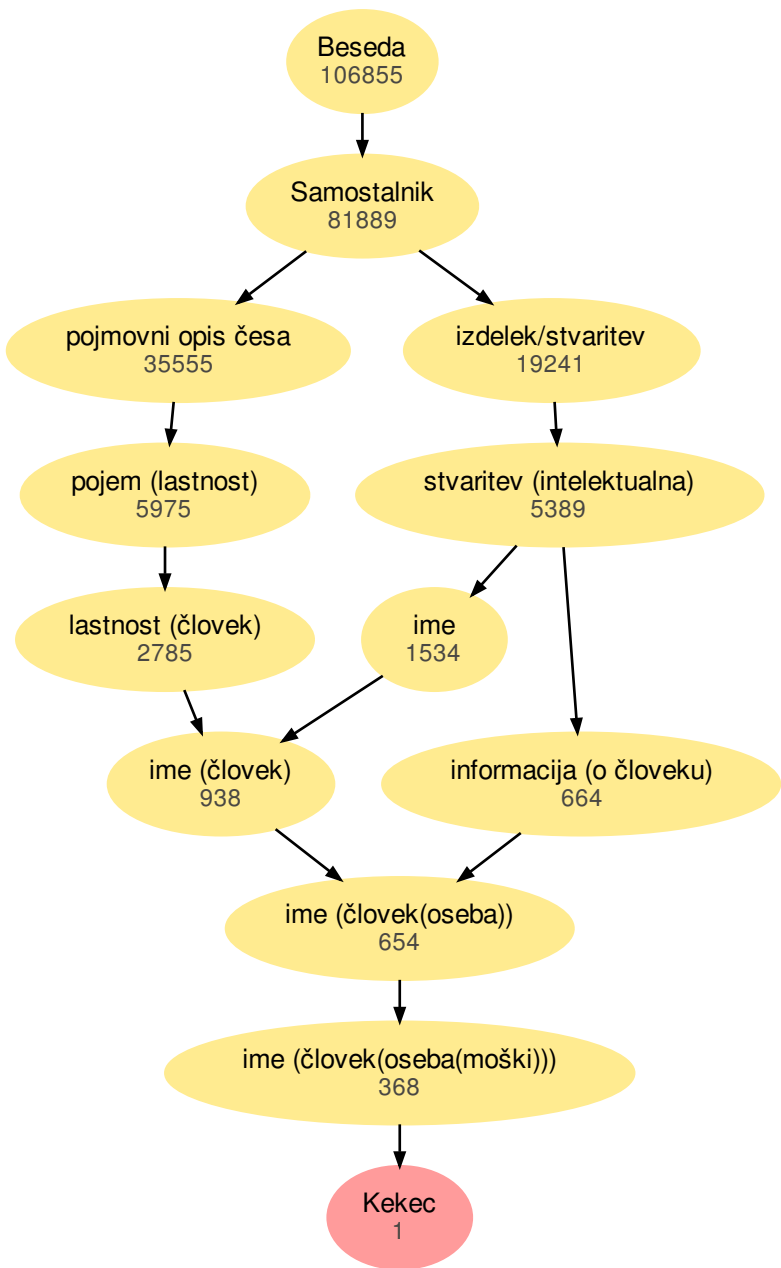 Beseda
106855
Samostalnik
81889
pojmovni opis česa
35555
izdelek/stvaritev
19241
pojem (lastnost)
5975
stvaritev (intelektualna)
5389
lastnost (človek)
2785
ime
1534
ime (človek)
938
informacija (o človeku)
664
ime (človek(oseba))
654
ime (človek(oseba(moški)))
368
Kekec
1